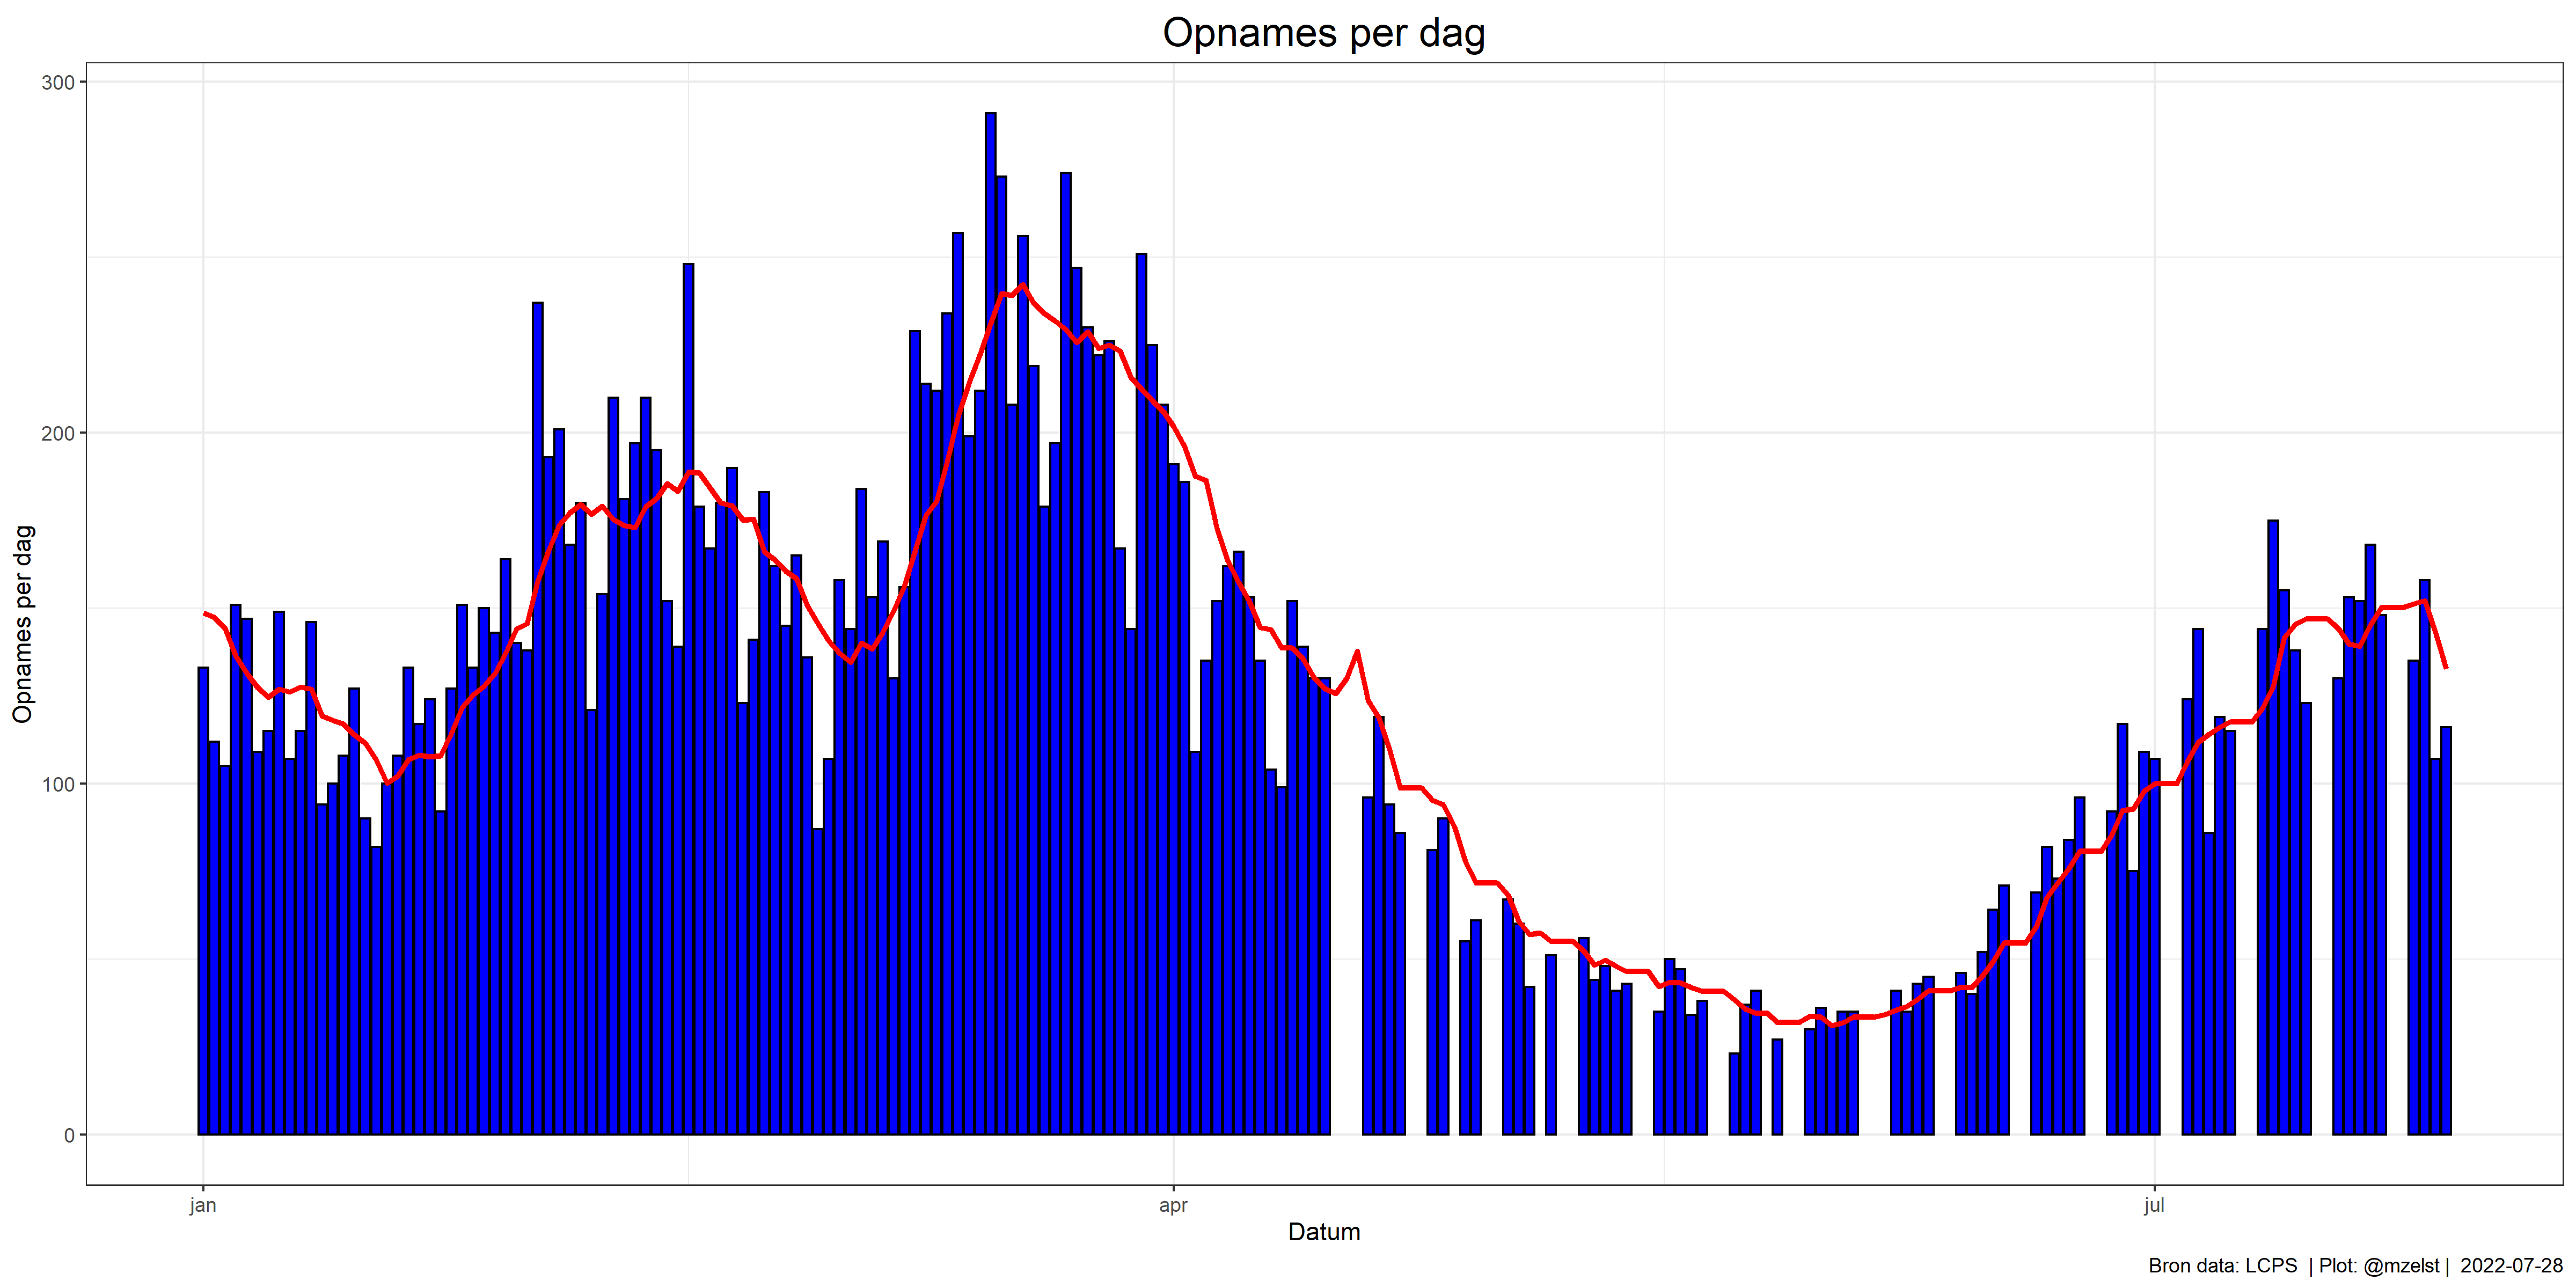 Opnames per dag
300
200
100
0
Opnames per dag
jan
apr
jul
Datum
Bron data: LCPS | Plot: @mzelst | 2022-07-28